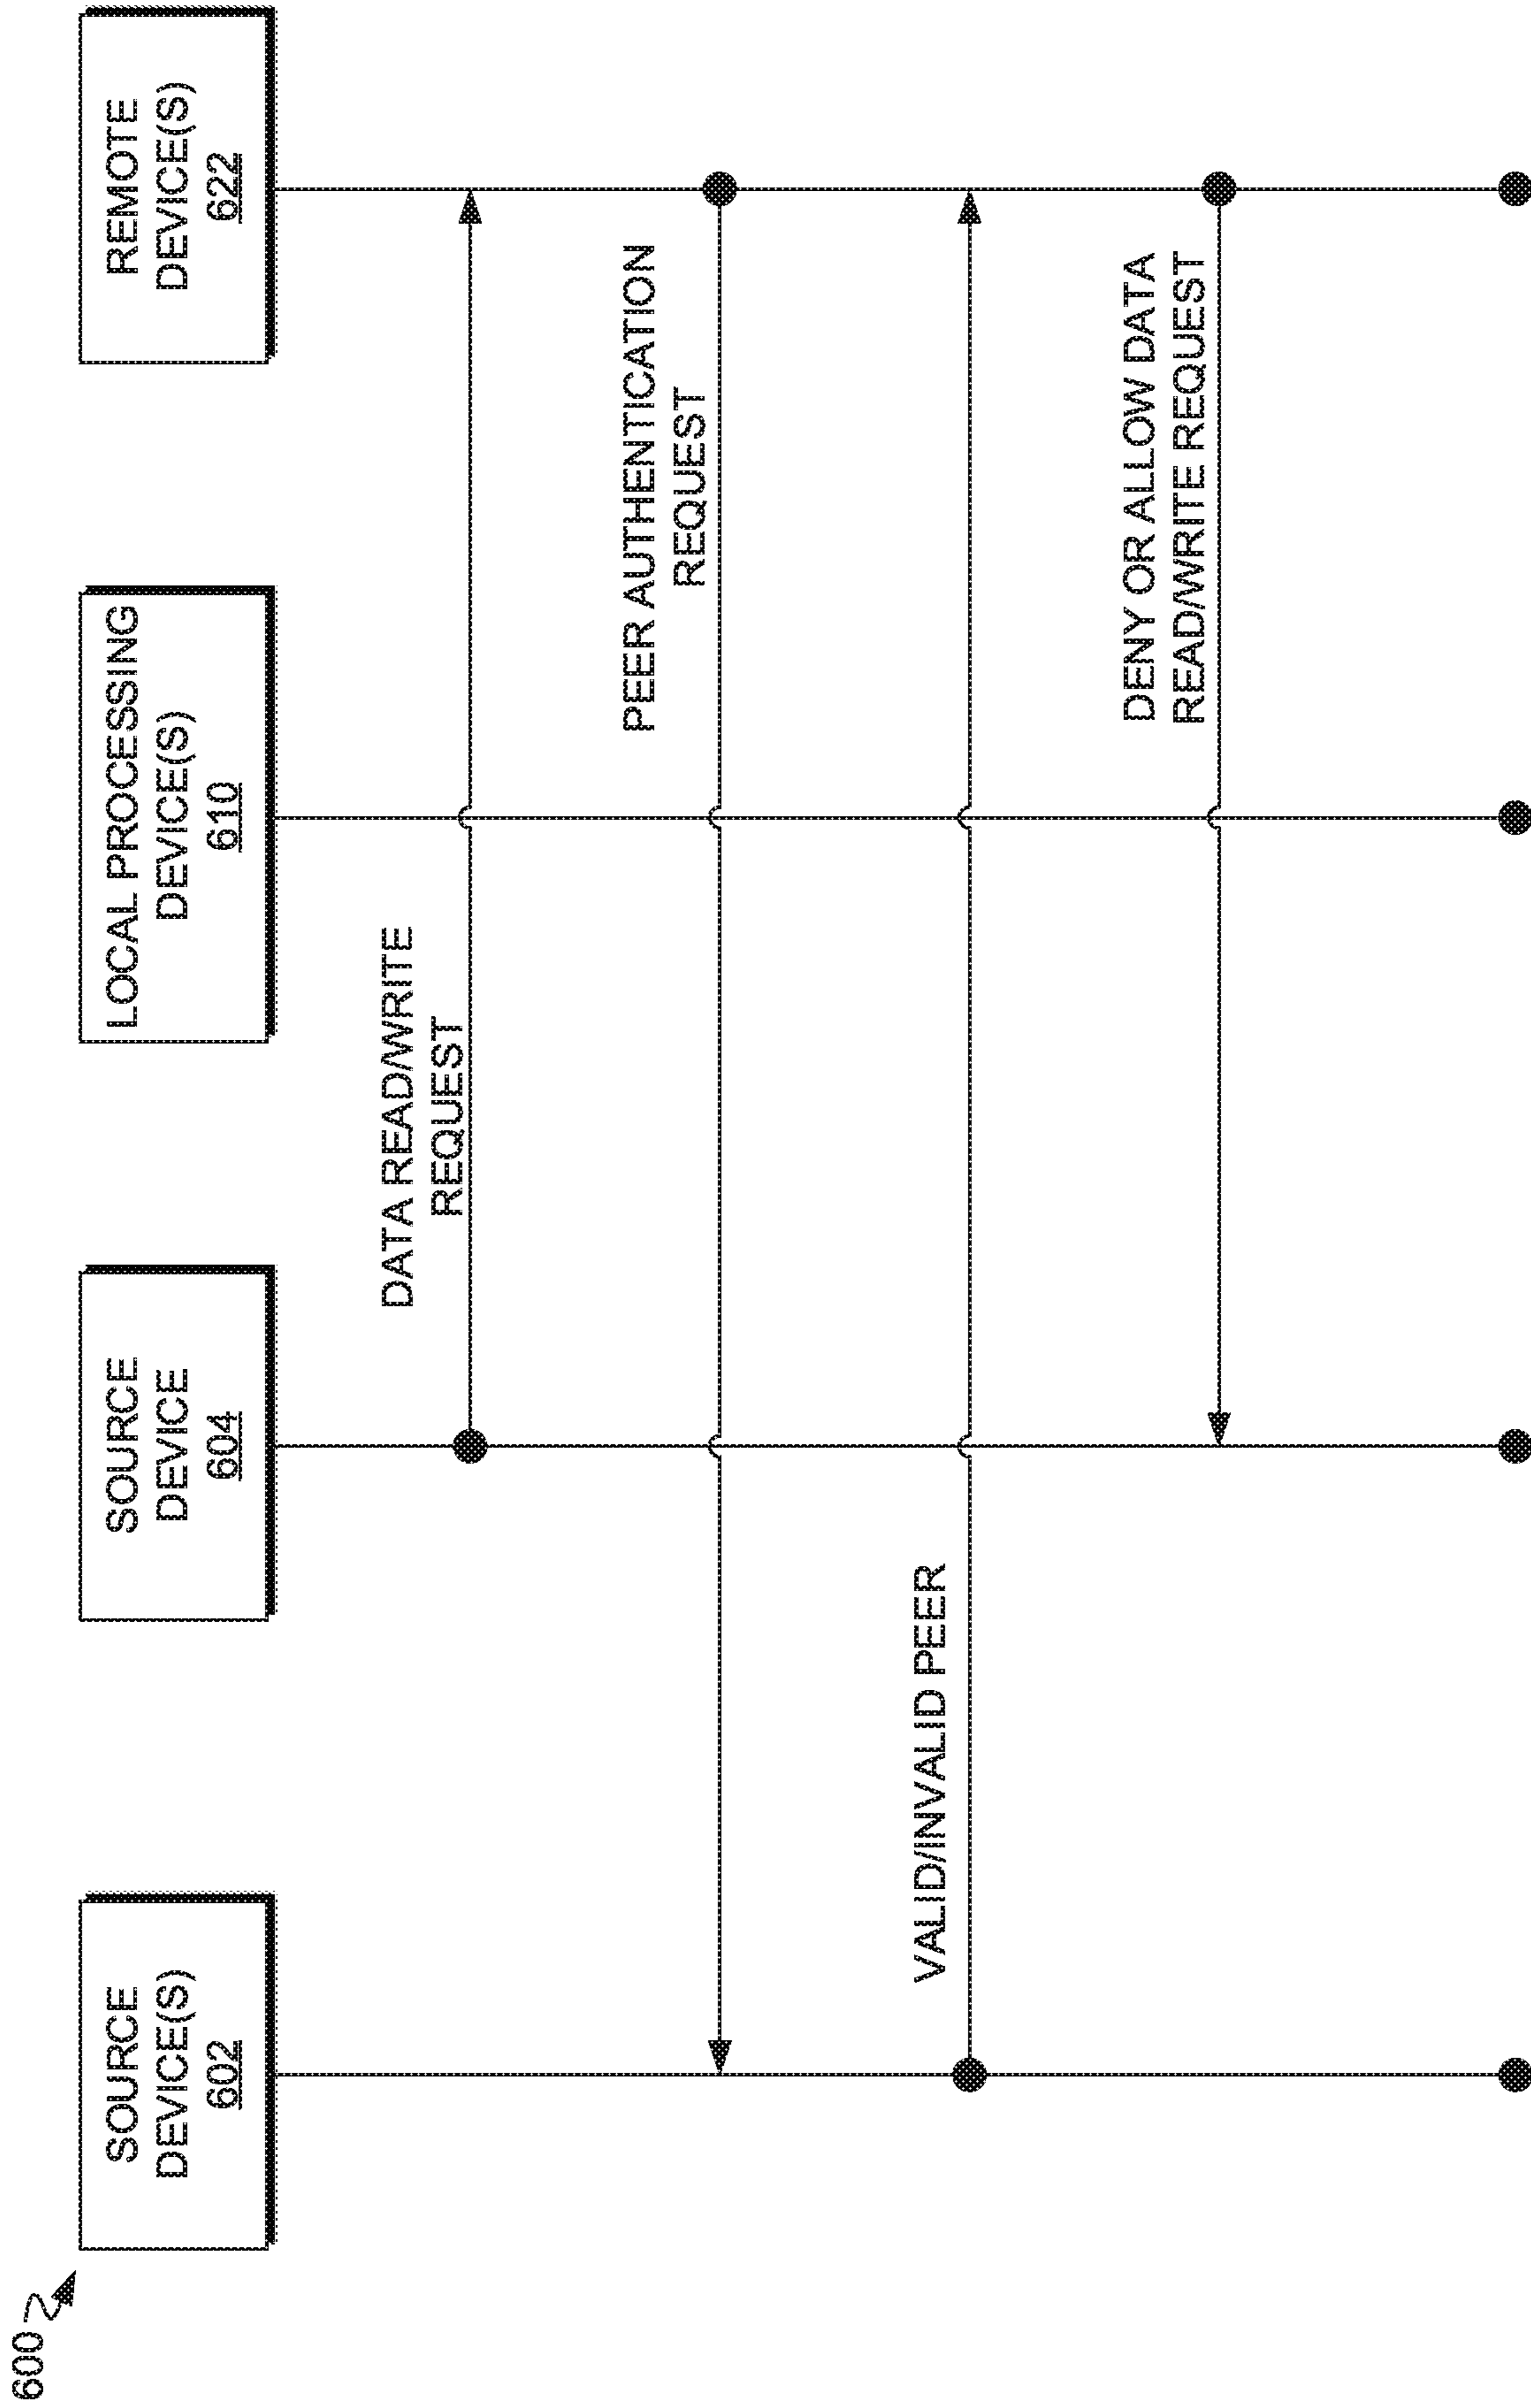 600
SOURCE
DEVICE(S)
602
SOURCE
DEVICE
604
LOCAL PROCESSING
DEVICE(S)
610
REMOTE
DEVICE(S)
622
DATA READ/WRITE
REQUEST
PEER AUTHENTICATION
REQUEST
VALID/INVALID PEER
DENY OR ALLOW DATA
READ/WRITE REQUEST